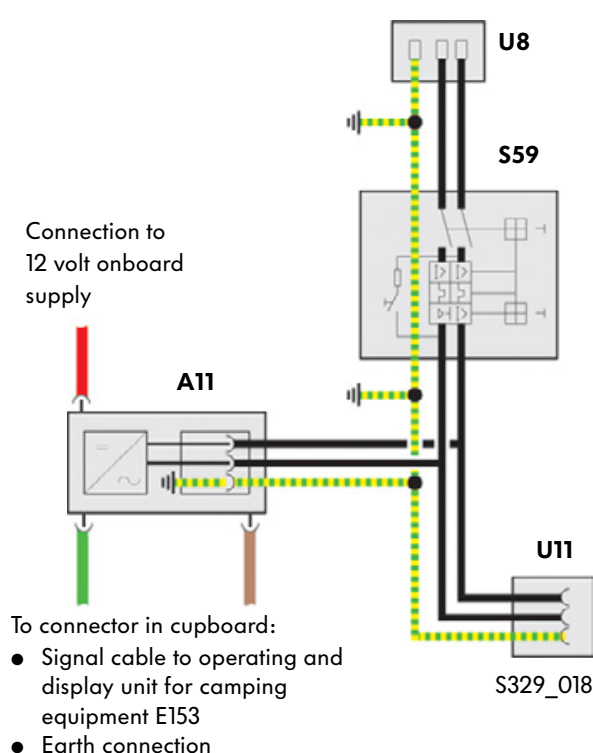 U8
S59
Connection to
12 volt onboard
supply
A11
U11
To connector in cupboard:
● Signal cable to operating and
display unit for camping
equipment E153
● Earth connection
S329_018